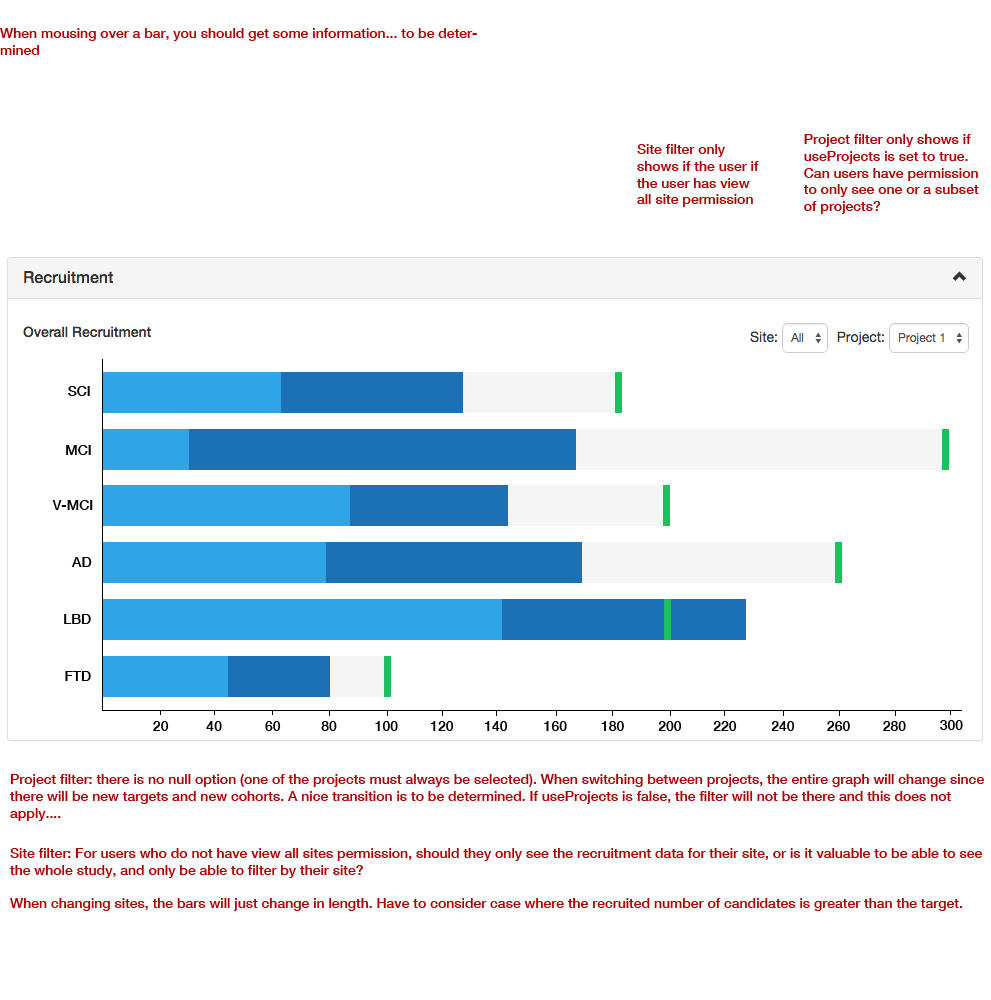 When mousing over a bar, you should get some information... to be deter-
mined
Site filter only
shows if the user if
the user has view
all site permission
Project filter only shows if
useProjects is set to true.
Can users have permission
to only see one or a subset
of projects?
Recruitment
Overall Recruitment
Site: All Project: Project 1
SCI
MCI
V-MCI
AD
LBD
FTD
20 40 60 80 100 120 140 160 180 200 220 240 260 280 300
Project filter: there is no null option (one of the projects must always be selected). When switching between projects, the entire graph will change since
there will be new targets and new cohorts. A nice transition is to be determined. If useProjects is false, the filter will not be there and this does not
apply....
Site filter: For users who do not have view all sites permission, should they only see the recruitment data for their site, or is it valuable to be able to see
the whole study, and only be able to filter by their site?
When changing sites, the bars will just change in length. Have to consider case where the recruited number of candidates is greater than the target.